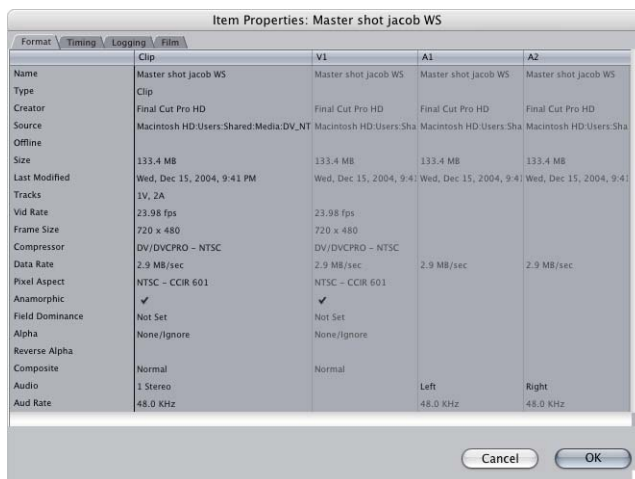 Item Properties: Master shot jacob WS
Format Timing Logging Film
Clip V1 A1 A2
Name Master shot jacob WS Master shot jacob WS Master shot jacob WS Master shot jacob WS
Type Clip
Creator Final Cut Pro HD Final Cut Pro HD Final Cut Pro HD Final Cut Pro HD
Source Macintosh HD:Users:Shared:Media:DV_NT Macintosh HD:Users:Sha Macintosh HD:Users:Sha Macintosh HD:Users:Sha
Offline
Size 133.4 MB 133.4 MB 133.4 MB 133.4 MB
Last Modified Wed, Dec 15, 2004, 9:41 PM Wed, Dec 15, 2004, 9:41 Wed, Dec 15, 2004, 9:41 Wed, Dec 15, 2004, 9:41
Tracks 1V, 2A
Vid Rate 23.98 fps 23.98 fps
Frame Size 720 x 480 720 x 480
Compressor DV/DVCPRO – NTSC DV/DVCPRO – NTSC
Data Rate 2.9 MB/sec 2.9 MB/sec 2.9 MB/sec 2.9 MB/sec
Pixel Aspect NTSC – CCIR 601 NTSC – CCIR 601
Anamorphic ✓ ✓
Field Dominance Not Set Not Set
Alpha None/Ignore None/Ignore
Reverse Alpha
Composite Normal Normal
Audio 1 Stereo Left Right
Aud Rate 48.0 KHz 48.0 KHz 48.0 KHz
Cancel OK